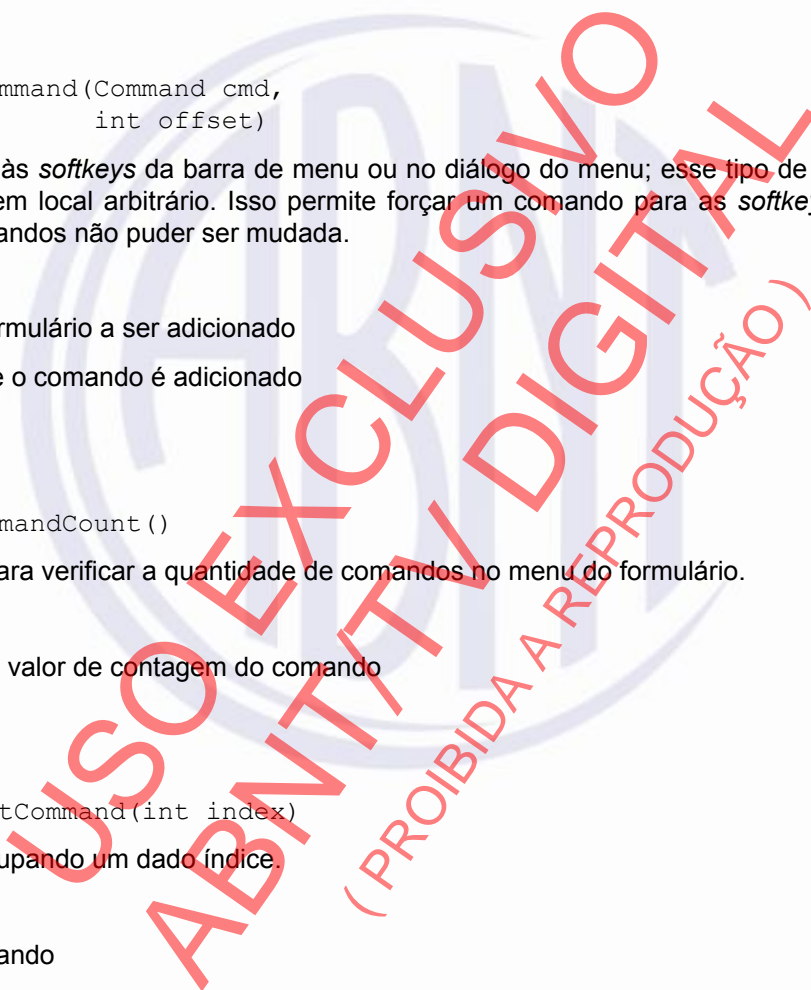 mmand(Command cmd,
int offset)
às softkeys da barra de menu ou no diálogo do menu; esse tipo de
em local arbitrário. Isso permite forçar um comando para as softke
andos não puder ser mudada.
rmulário a ser adicionado
e o comando é adicionado
mandCount()
ara verificar a quantidade de comandos no menu do formulário.
valor de contagem do comando
tCommand(int index)
upando um dado índice.
ando
USO EXCLUSIVO
ABNT/TV DIGITAL
( PROIBIDA A REPRODUÇÃO )
ABNT